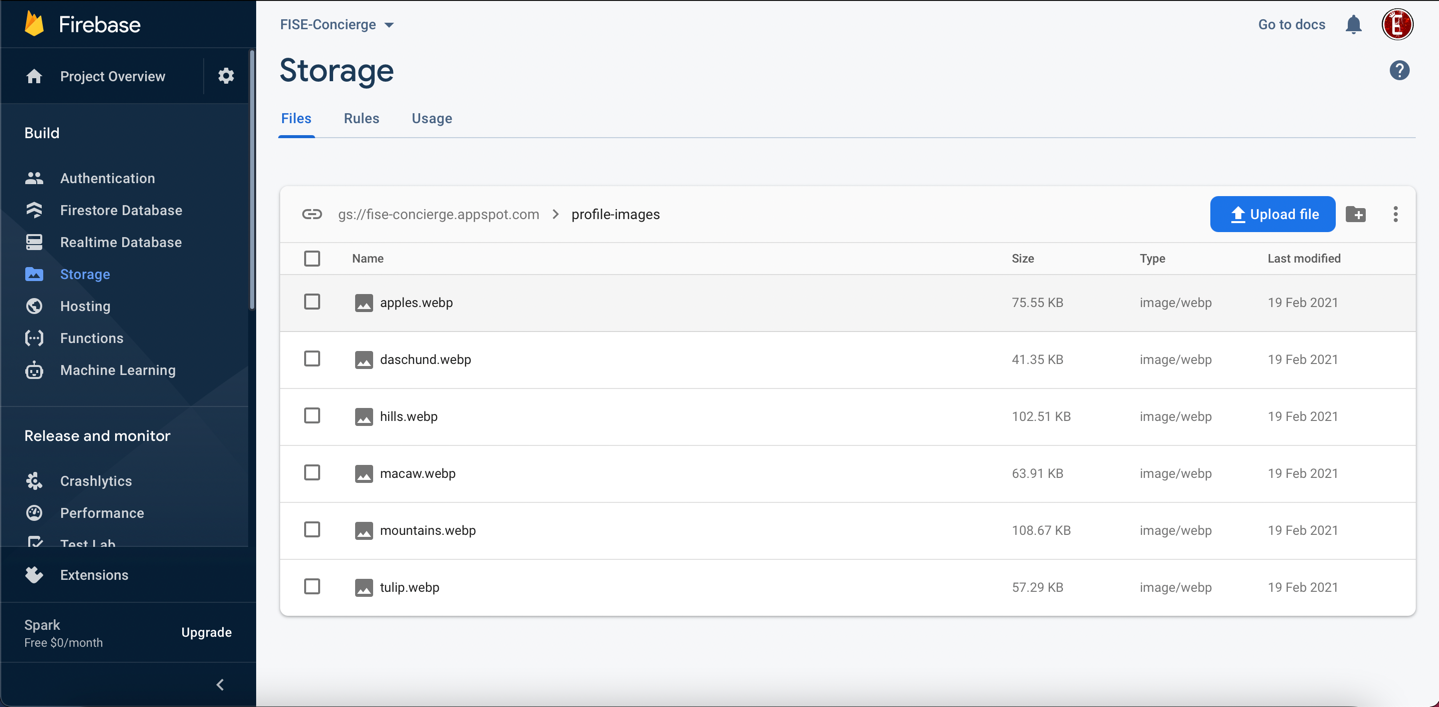 Firebase
Project Overview
Build
Authentication
Firestore Database
Realtime Database
Storage
Hosting
Functions
Machine Learning
Release and monitor
Crashlytics
Performance
Test Lab
Extensions
Spark
Free $0/month
Upgrade
FISE-Concierge
Go to docs
E
Storage
?
Files Rules Usage
gs://fise-concierge.appspot.com > profile-images
Upload file
Name Size Type Last modified
apples.webp 75.55 KB image/webp 19 Feb 2021
daschund.webp 41.35 KB image/webp 19 Feb 2021
hills.webp 102.51 KB image/webp 19 Feb 2021
macaw.webp 63.91 KB image/webp 19 Feb 2021
mountains.webp 108.67 KB image/webp 19 Feb 2021
tulip.webp 57.29 KB image/webp 19 Feb 2021